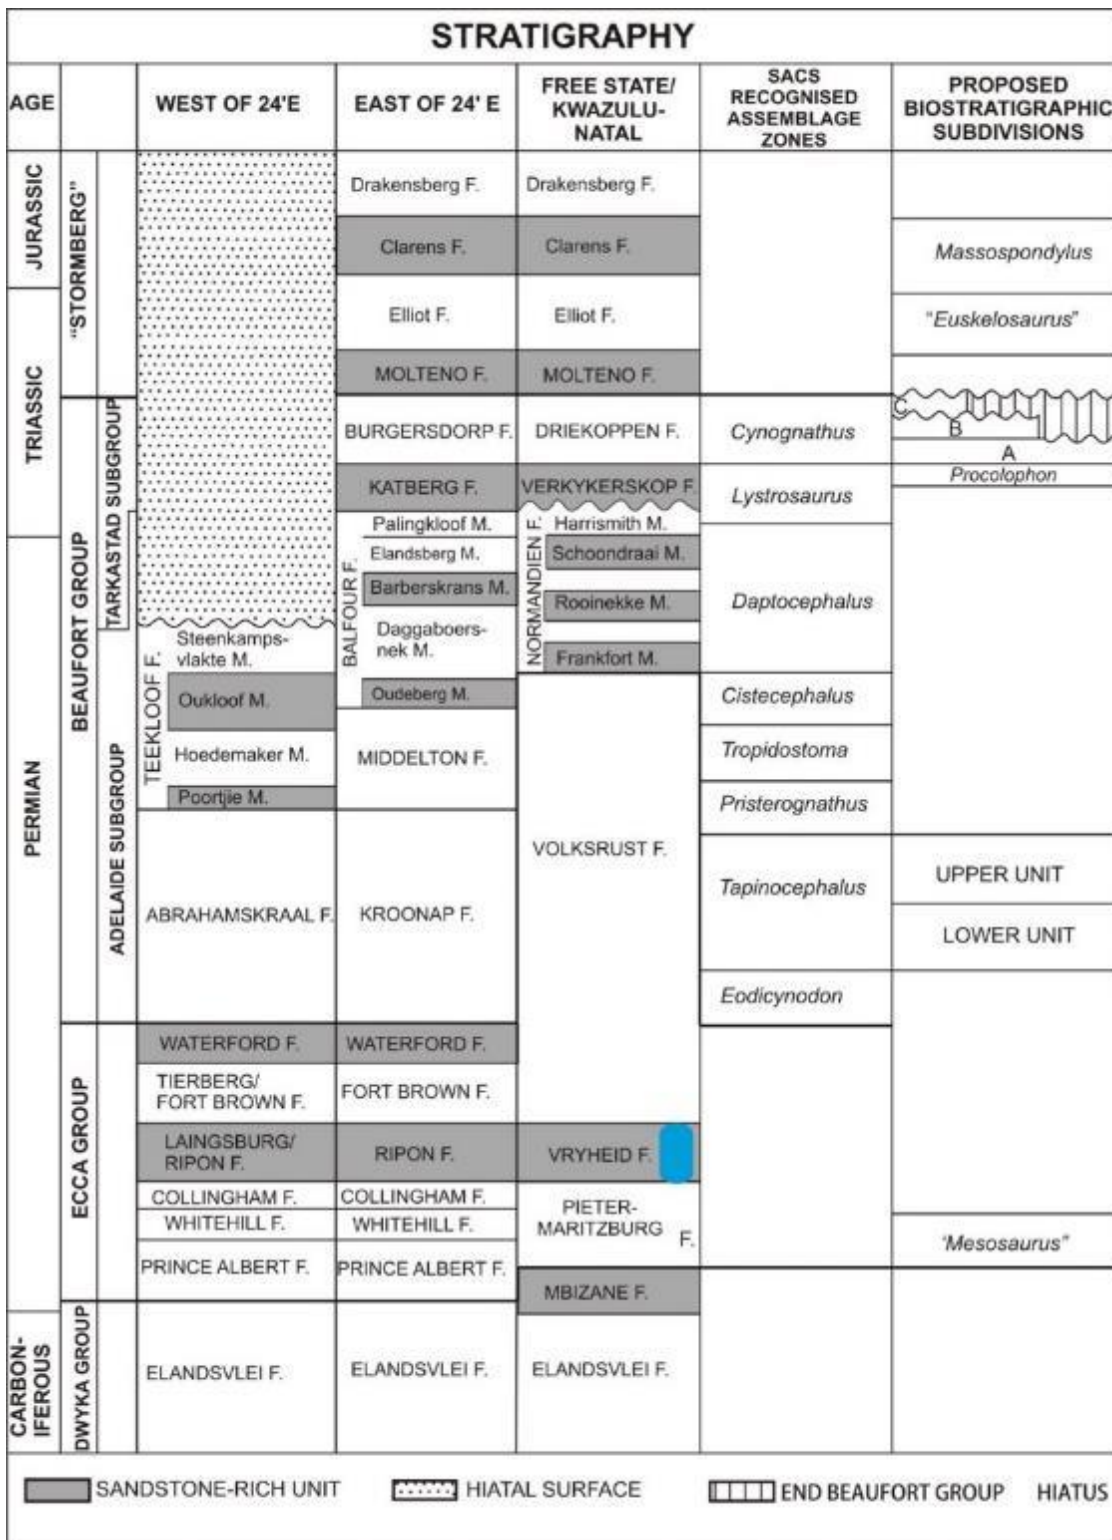 STRATIGRAPHY
AGE
WEST OF 24'E
EAST OF 24' E
FREE STATE/
KWAZULU-
NATAL
SACS
RECOGNISED
ASSEMBLAGE
ZONES
PROPOSED
BIOSTRATIGRAPHIC
SUBDIVISIONS
JURASSIC
TRIASSIC
PERMIAN
CARBON-
IFEROUS
"STORMBERG"
BEAUFORT GROUP
ECCA GROUP
DWYKA GROUP
TARKASTAD SUBGROUP
ADELAIDE SUBGROUP
TEEKLOOF F.
Steenkamps-
vlakte M.
Oukloof M.
Hoedemaker M.
Poortjie M.
ABRAHAMSKRAAL F.
WATERFORD F.
TIERBERG/
FORT BROWN F.
LAINGSBURG/
RIPON F.
COLLINGHAM F.
WHITEHILL F.
PRINCE ALBERT F.
ELANDSVLEI F.
Drakensberg F.
Clarens F.
Elliot F.
MOLTENO F.
BURGERSDORP F.
KATBERG F.
BALFOUR F.
Palingkloof M.
Elandsberg M.
Barberskrans M.
Daggaboers-
nek M.
Oudeberg M.
MIDDELTON F.
KROONAP F.
WATERFORD F.
FORT BROWN F.
RIPON F.
COLLINGHAM F.
WHITEHILL F.
PRINCE ALBERT F.
ELANDSVLEI F.
Drakensberg F.
Clarens F.
Elliot F.
MOLTENO F.
DRIEKOPPEN F.
VERKYKERSKOP F.
NORMANDIEN F.
Harrismith M.
Schoondraai M.
Rooinekke M.
Frankfort M.
VOLKSRUST F.
VRYHEID F.
PIETER-
MARITZBURG
F.
MBIZANE F.
ELANDSVLEI F.
Cynognathus
Lystrosaurus
Daptocephalus
Cistecephalus
Tropidostoma
Pristerognathus
Tapinocephalus
Eodicynodon
Massospondylus
"Euskelosaurus"
C
B
A
Procolophon
UPPER UNIT
LOWER UNIT
'Mesosaurus"
SANDSTONE-RICH UNIT
HIATAL SURFACE
END BEAUFORT GROUP HIATUS